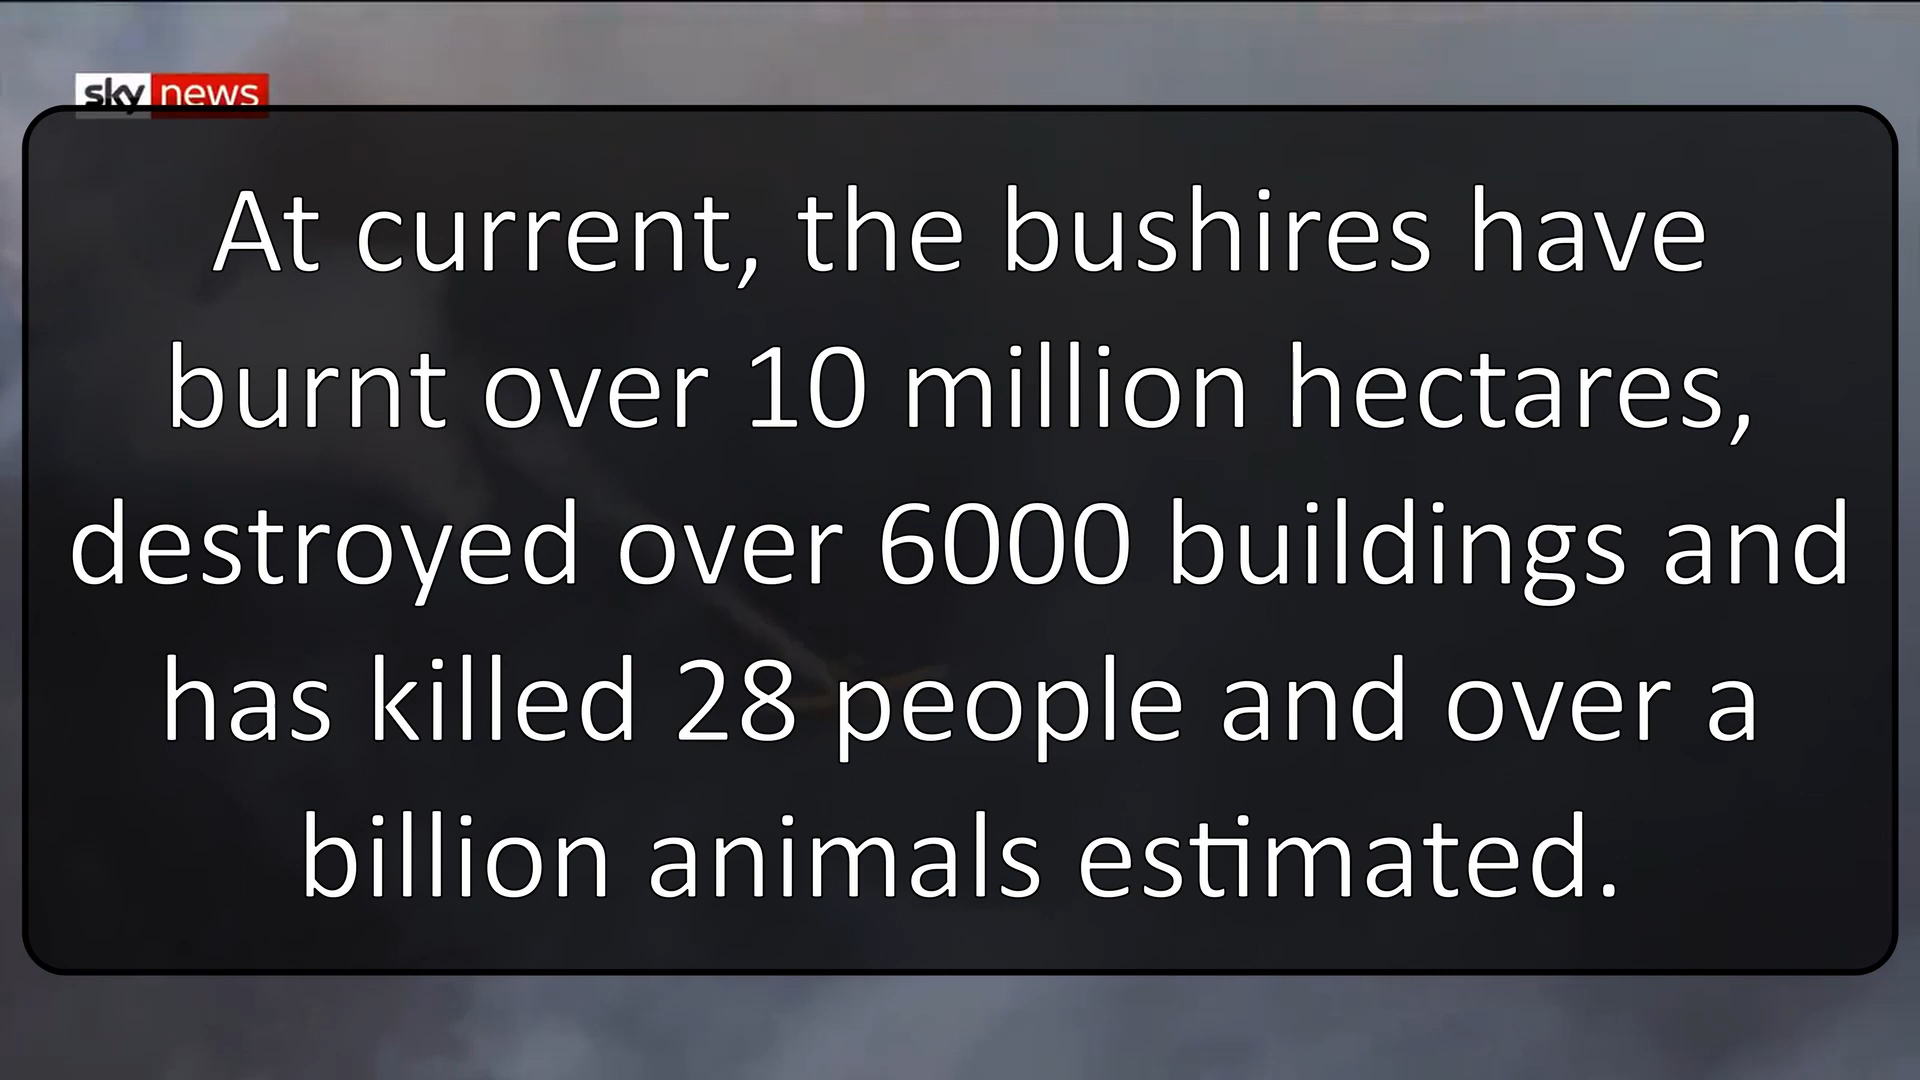 sky news
At current, the bushires have
burnt over 10 million hectares,
destroyed over 6000 buildings and
has killed 28 people and over a
billion animals estimated.